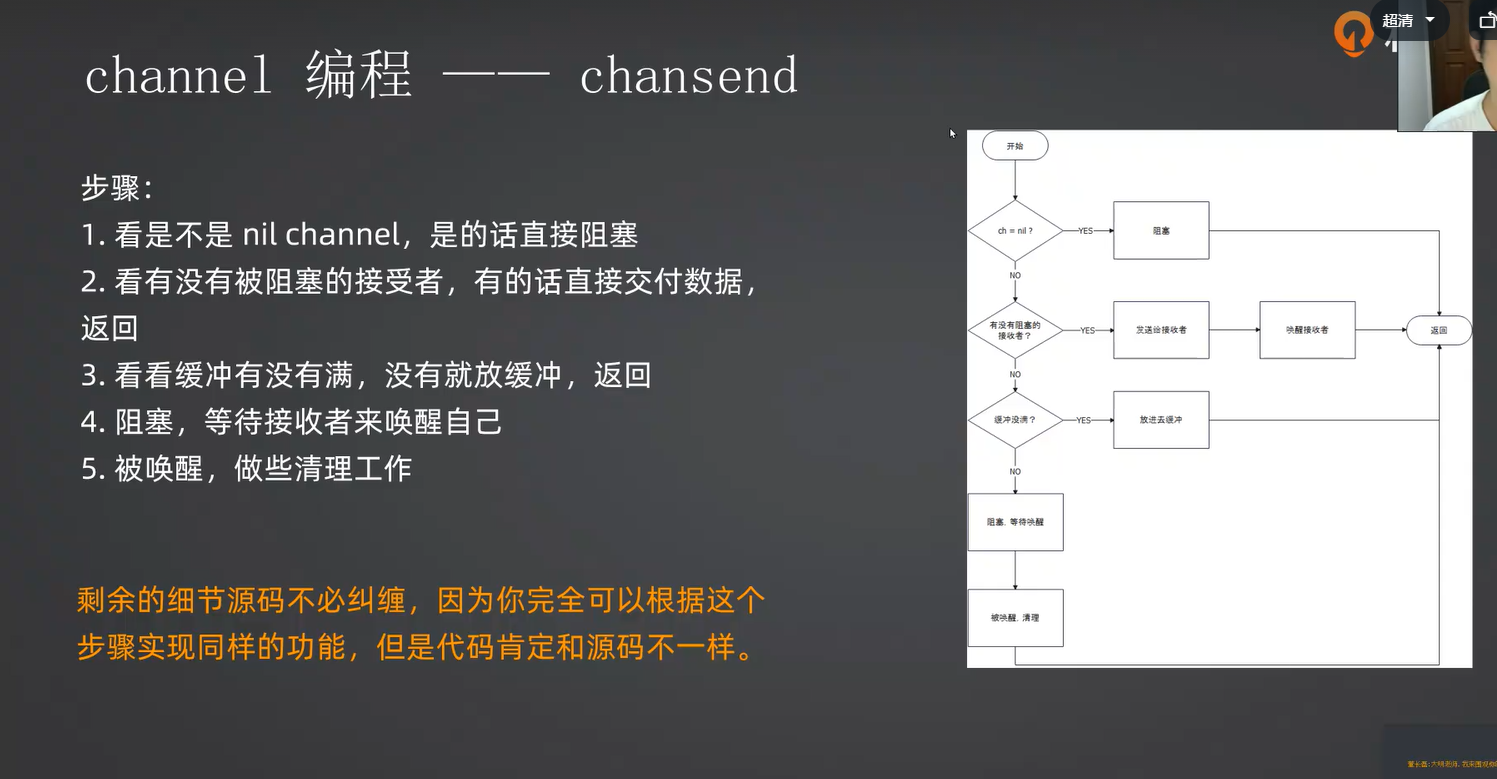 超清
channel 编程 —— chansend
步骤：
1. 看是不是 nil channel，是的话直接阻塞
2. 看有没有被阻塞的接受者，有的话直接交付数据，
返回
3. 看看缓冲有没有满，没有就放缓冲，返回
4. 阻塞，等待接收者来唤醒自己
5. 被唤醒，做些清理工作
剩余的细节源码不必纠缠，因为你完全可以根据这个
步骤实现同样的功能，但是代码肯定和源码不一样。
开始
ch = nil ?
YES
阻塞
NO
有没有阻塞的
接收者？
YES
发送给接收者
唤醒接收者
返回
NO
缓冲没满？
YES
放进去缓冲
NO
阻塞, 等待唤醒
被唤醒, 清理